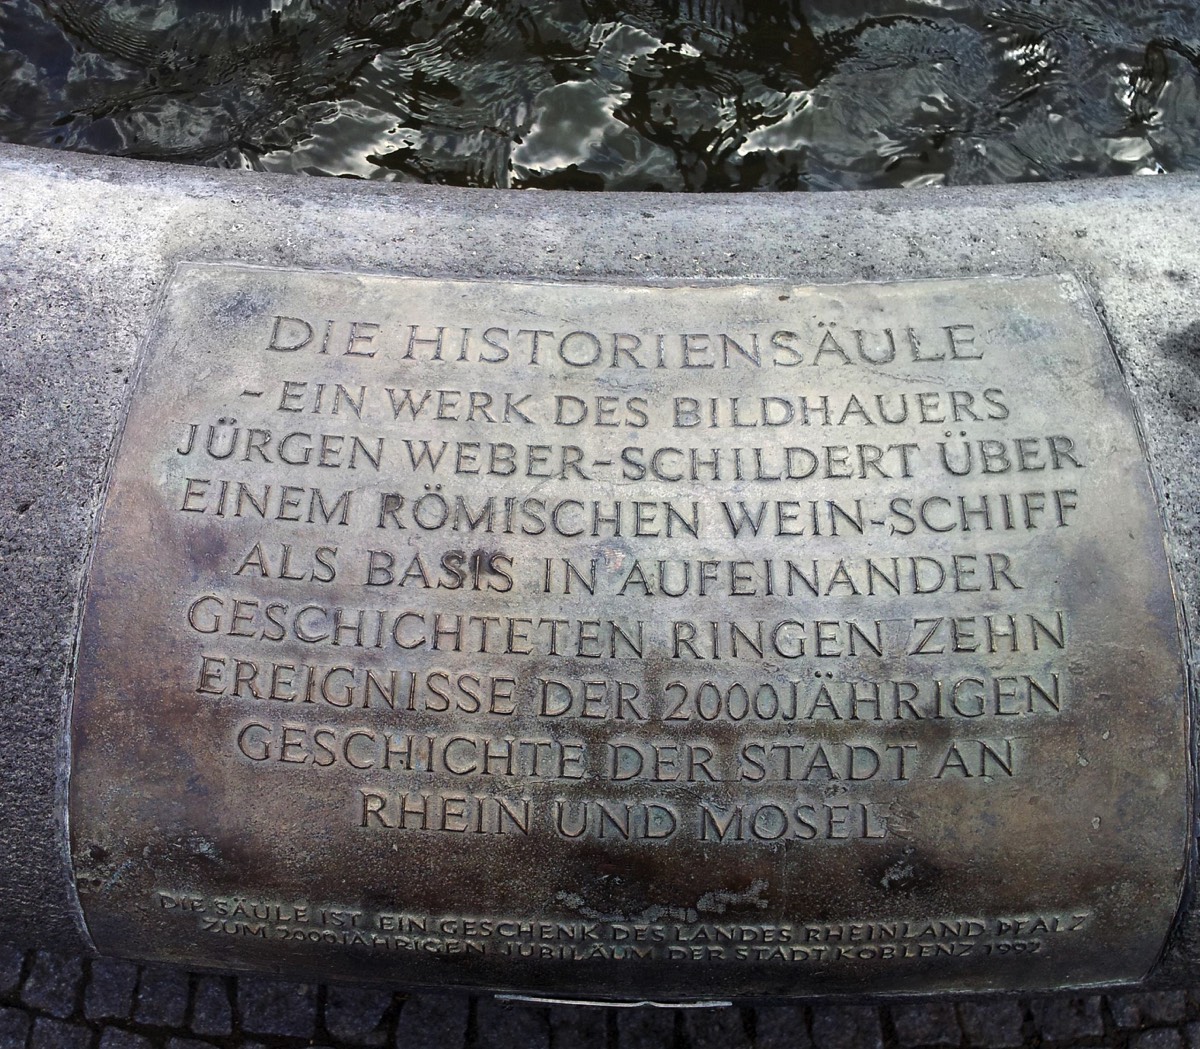 DIE HISTORIENSSÄULE
- EIN WERK DES BILDHAUERS
JÜRGEN WEBER-SCHILDERT ÜBER
EINEM RÖMISCHEN WEIN-SCHIFF
ALS BASIS IN AUFEINANDER
GESCHICHTETEN RINGEN ZEHN
EREIGNISSE DER 2000JÄHRIGEN
GESCHICHTE DER STADT AN
RHEIN UND MOSEL
DIE SÄULE IST EIN GESCHENK DES LANDES RHEINLAND PFALZ
ZUM 2000JÄHRIGEN JUBILÄUM DER STADT KOBLENZ 1992